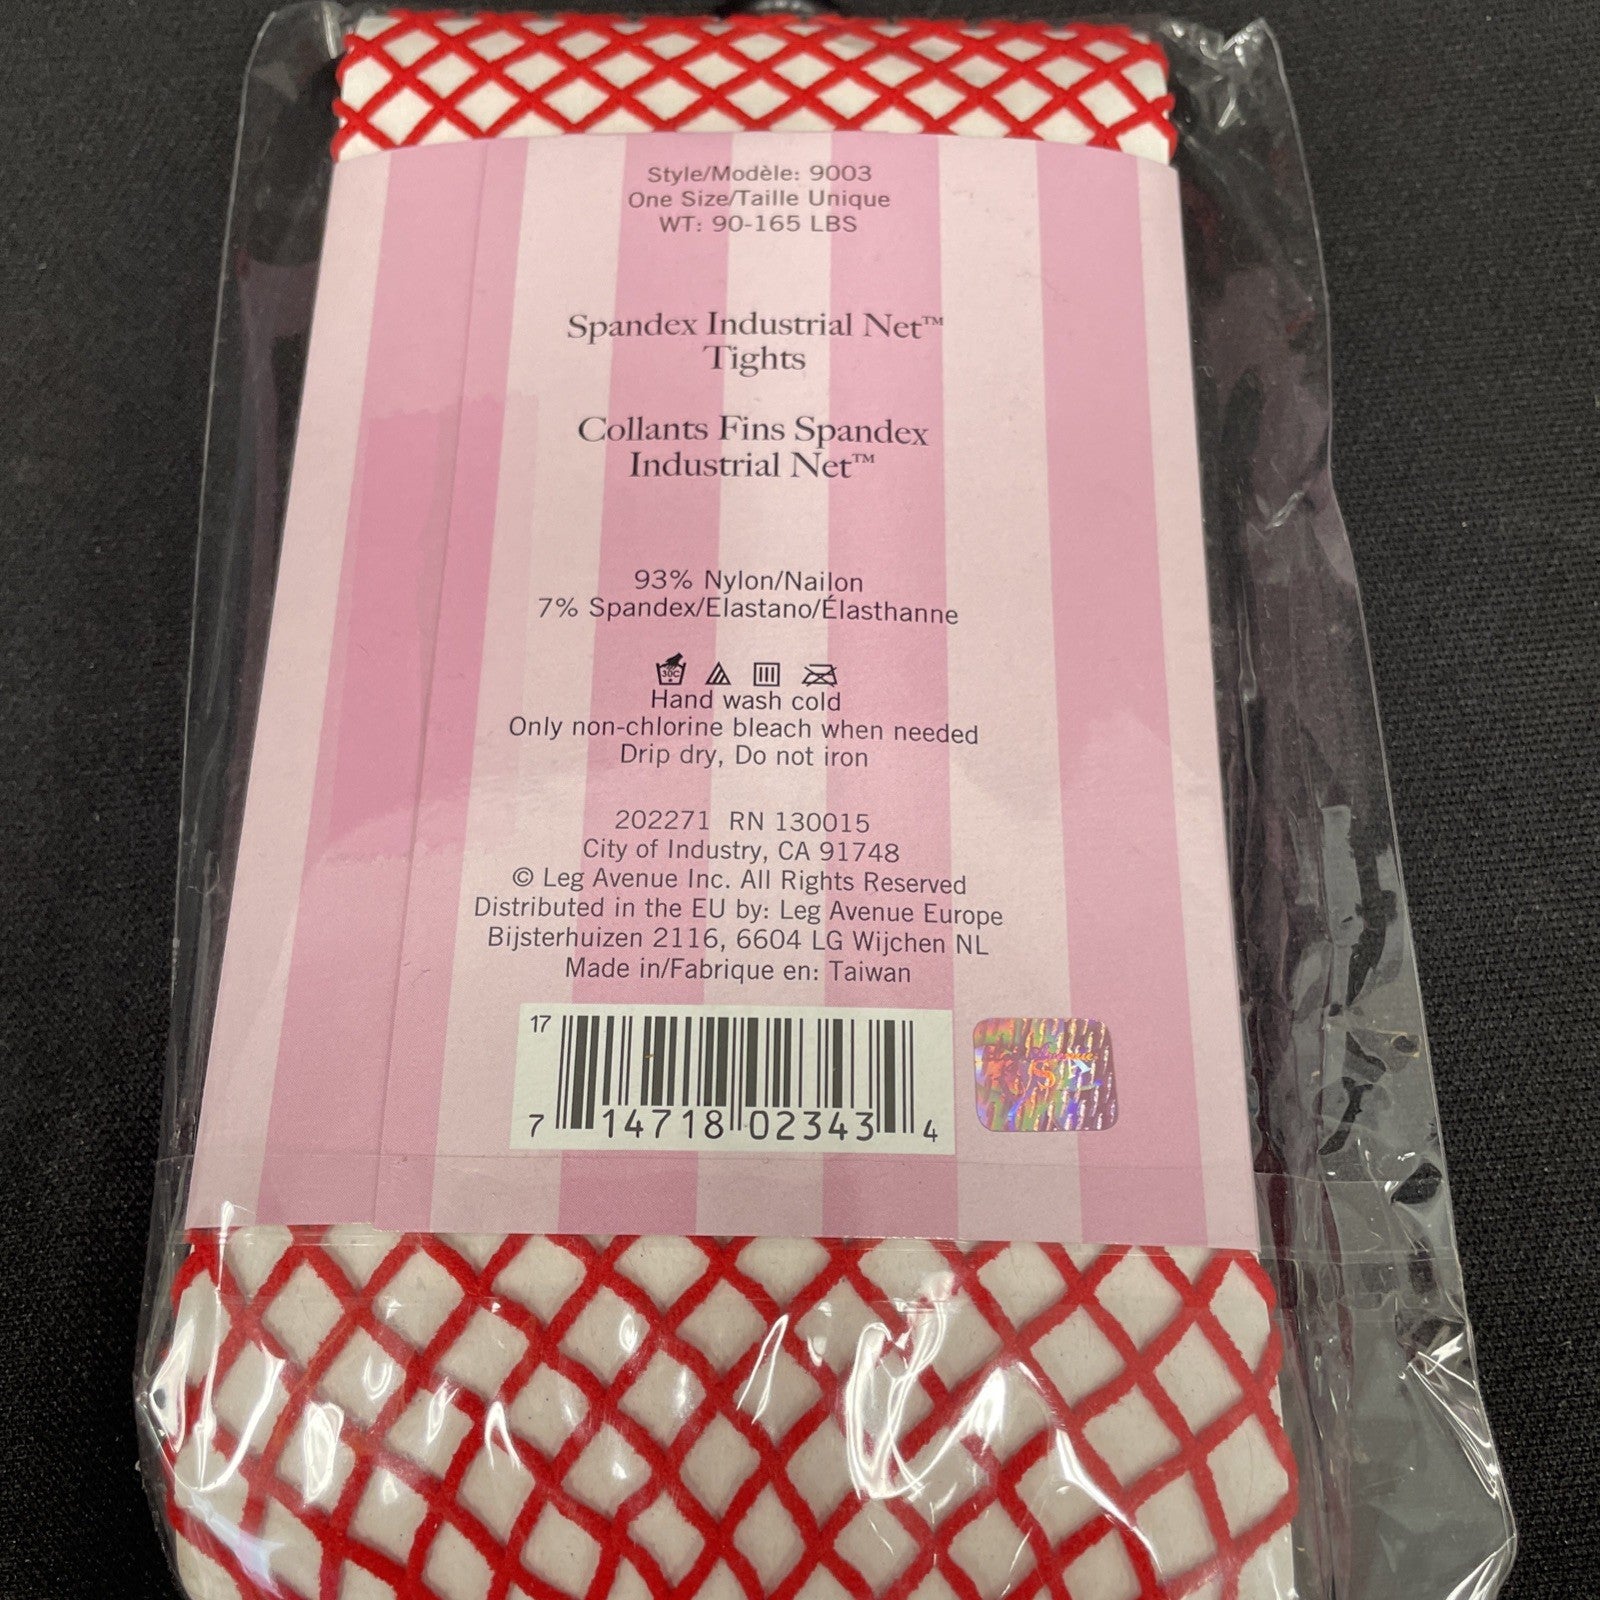 Style/Modèle: 9003
One Size/Taille Unique
WT: 90-165 LBS
Spandex Industrial Net™
Tights
Collants Fins Spandex
Industrial Net™
93% Nylon/Nailon
7% Spandex/Elastano/Élasthanne
30C
Hand wash cold
Only non-chlorine bleach when needed
Drip dry, Do not iron
202271 RN 130015
City of Industry, CA 91748
© Leg Avenue Inc. All Rights Reserved
Distributed in the EU by: Leg Avenue Europe
Bijsterhuizen 2116, 6604 LG Wijchen NL
Made in/Fabrique en: Taiwan
17
7 14718 02343 4